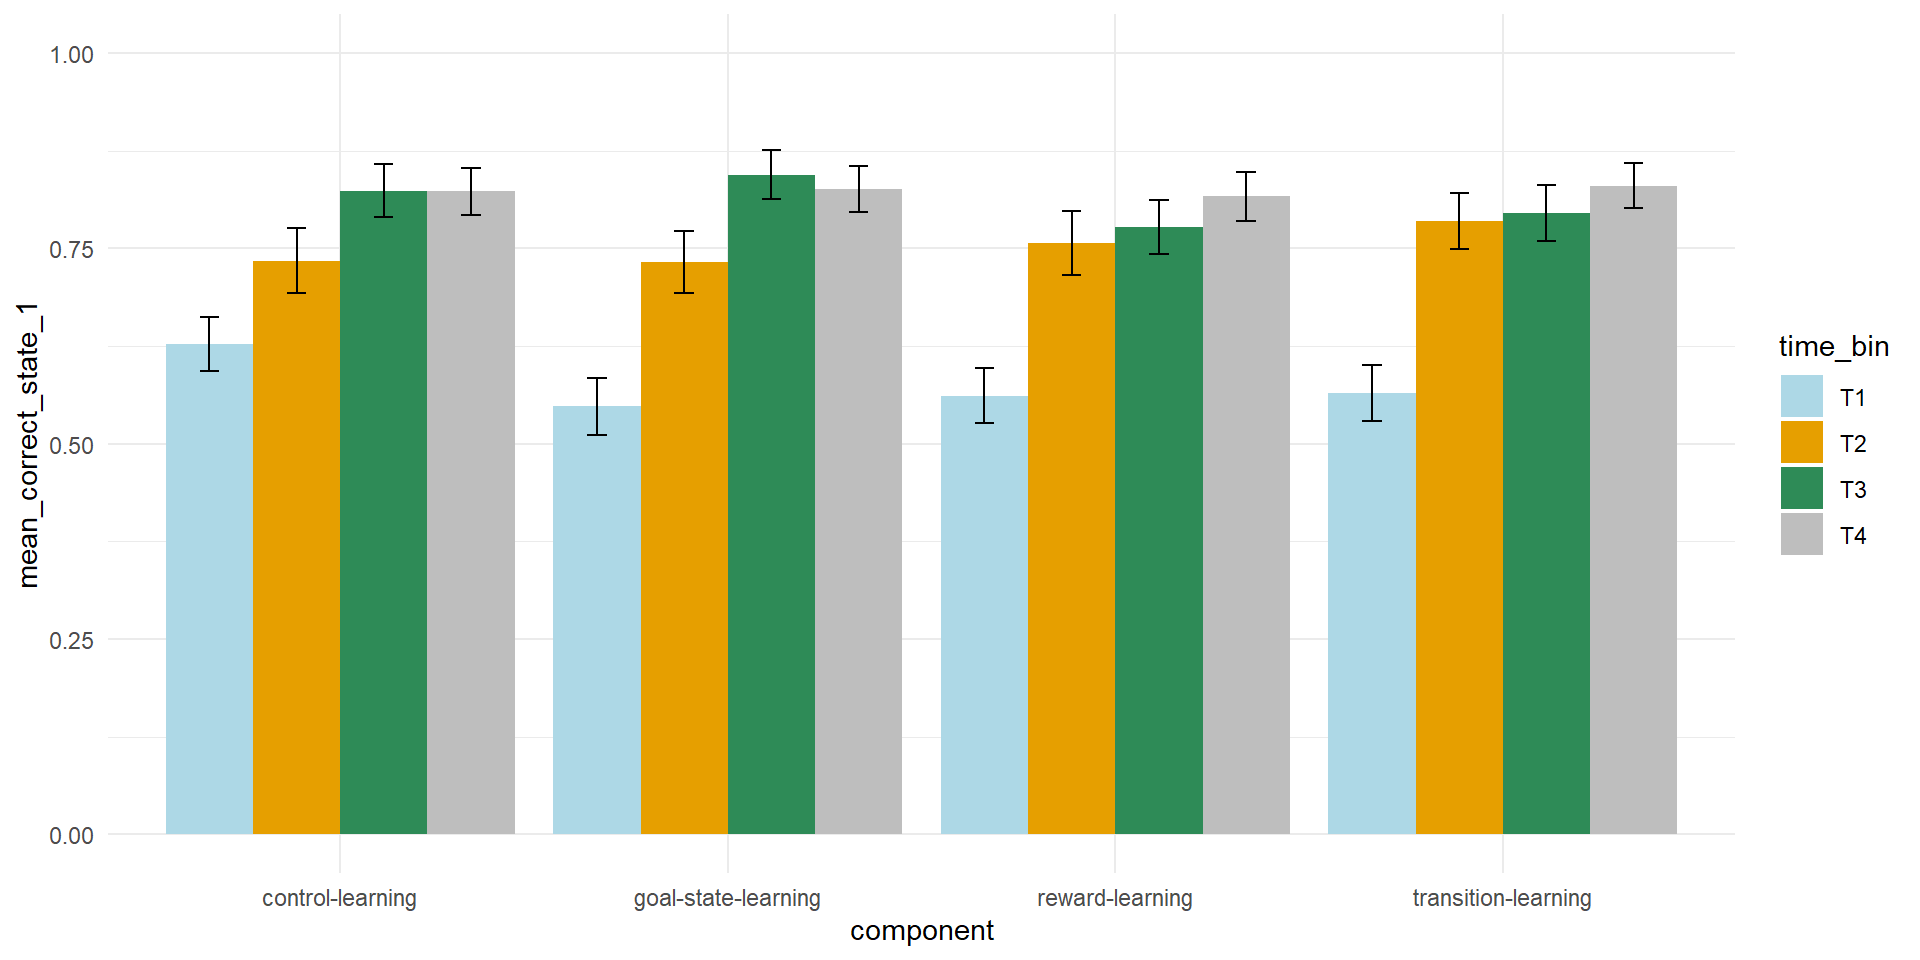 1.00
0.75
0.50
0.25
0.00
mean_correct_state_1
control-learning
goal-state-learning
reward-learning
transition-learning
component
time_bin
T1
T2
T3
T4